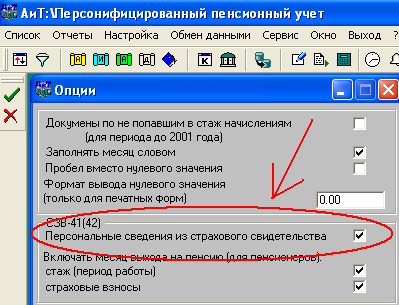 АиТ:\Персонифицированный пенсионный учет
Список Отчеты Настройка Обмен данными Сервис Окно Выход ?
Опции
Докумены по не попавшим в стаж начислениям
(для периода до 2001 года)
Заполнять месяц словом
Пробел вместо нулевого значения
Формат вывода нулевого значения
(только для печатных форм)
0.00
СЗВ-41(42)
Персональные сведения из страхового свидетельства
Включать месяц выхода на пенсию (для пенсионеров):
стаж (период работы)
страховые взносы